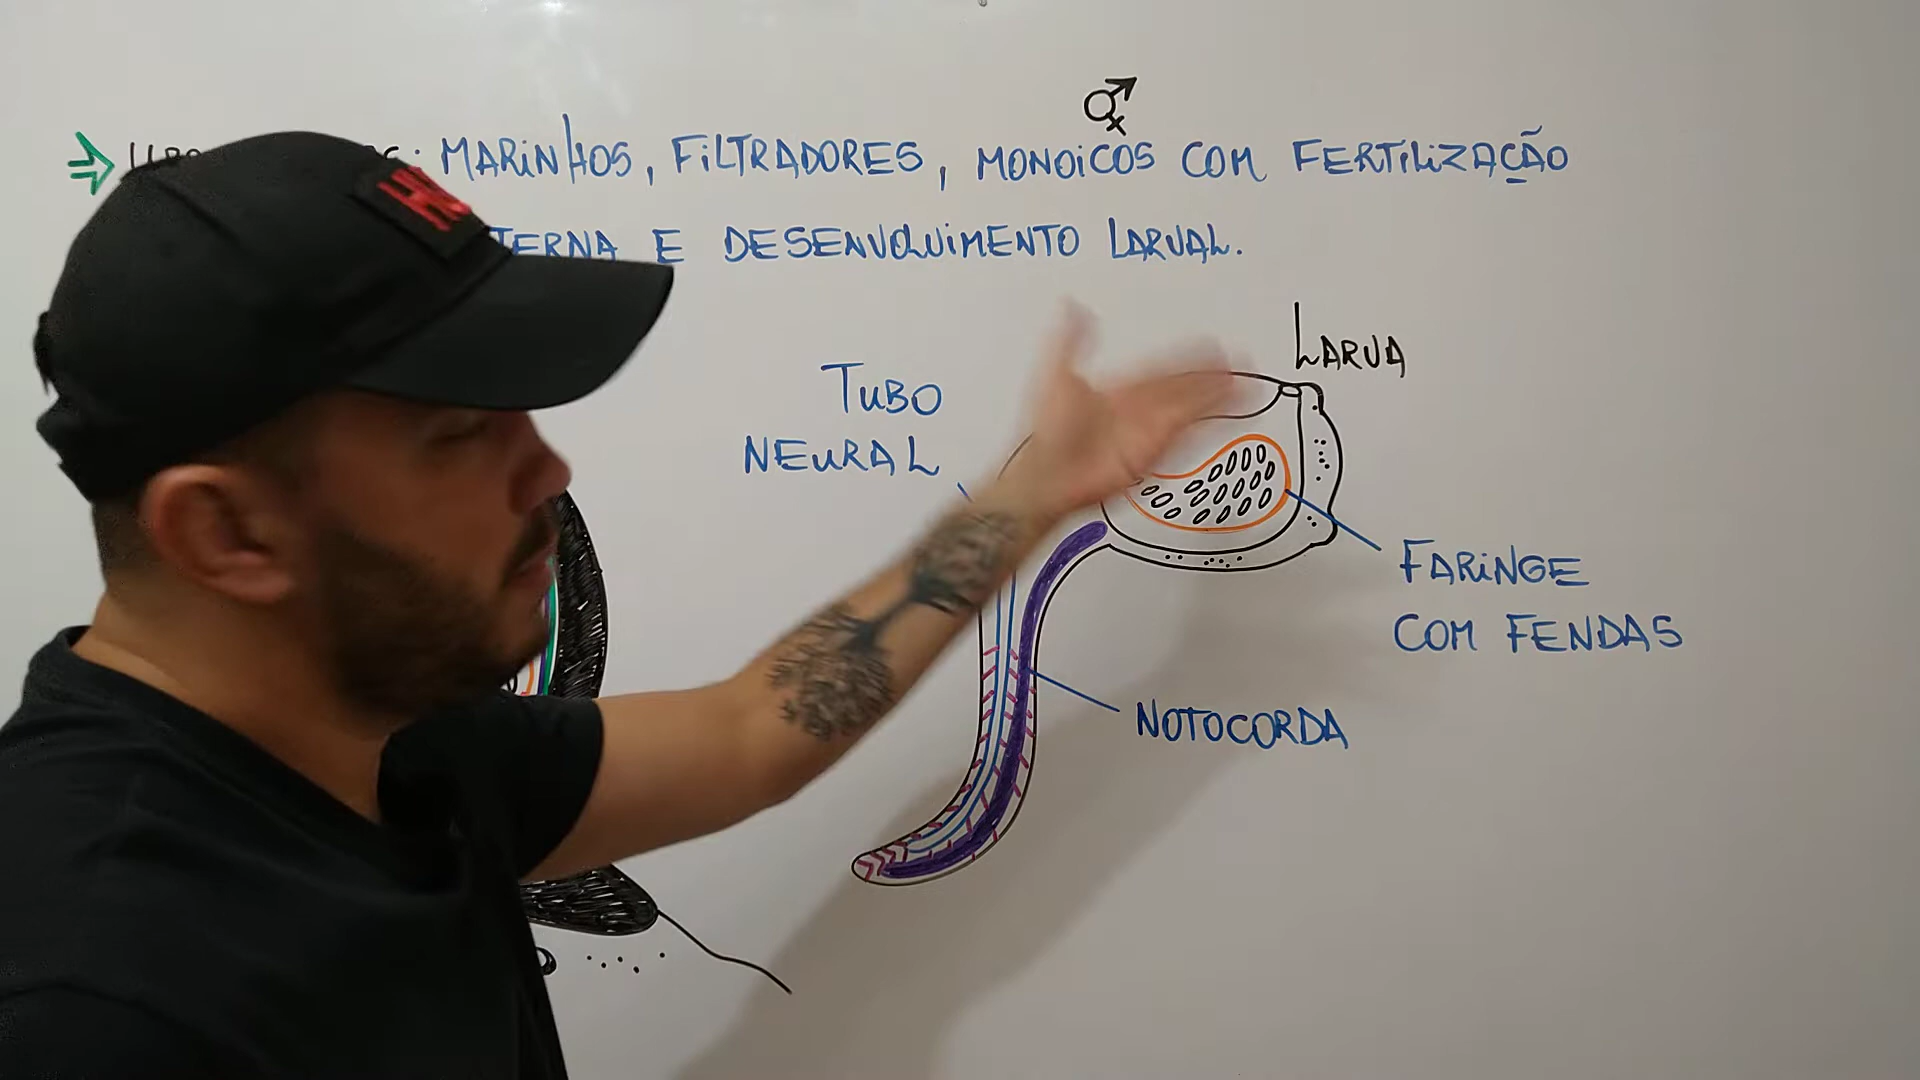 : MARINHOS, FILTRADORES, MONOICOS COM FERTILIZAÇÃO
E DESENVOLVIMENTO LARVAL.
LARVA
TUBO
NEURAL
FARINGE
COM FENDAS
NOTOCORDA